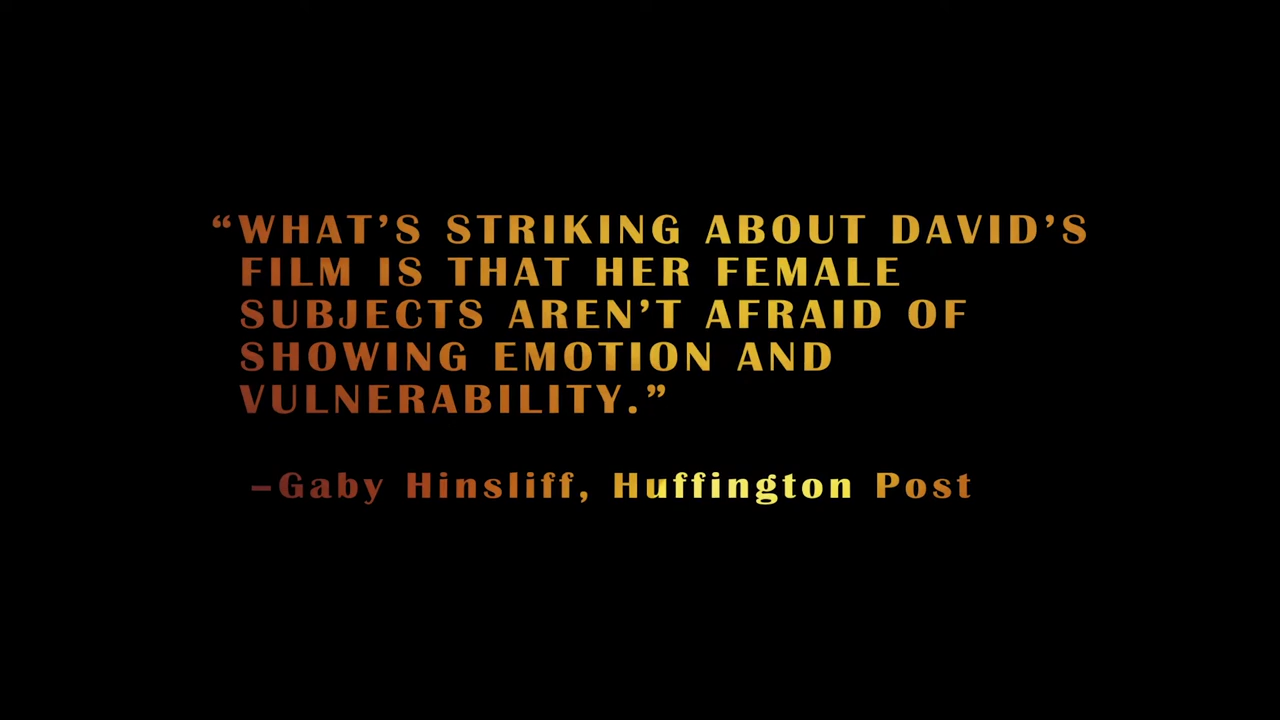 “WHAT’S STRIKING ABOUT DAVID’S
FILM IS THAT HER FEMALE
SUBJECTS AREN’T AFRAID OF
SHOWING EMOTION AND
VULNERABILITY.”
–Gaby Hinsliff, Huffington Post